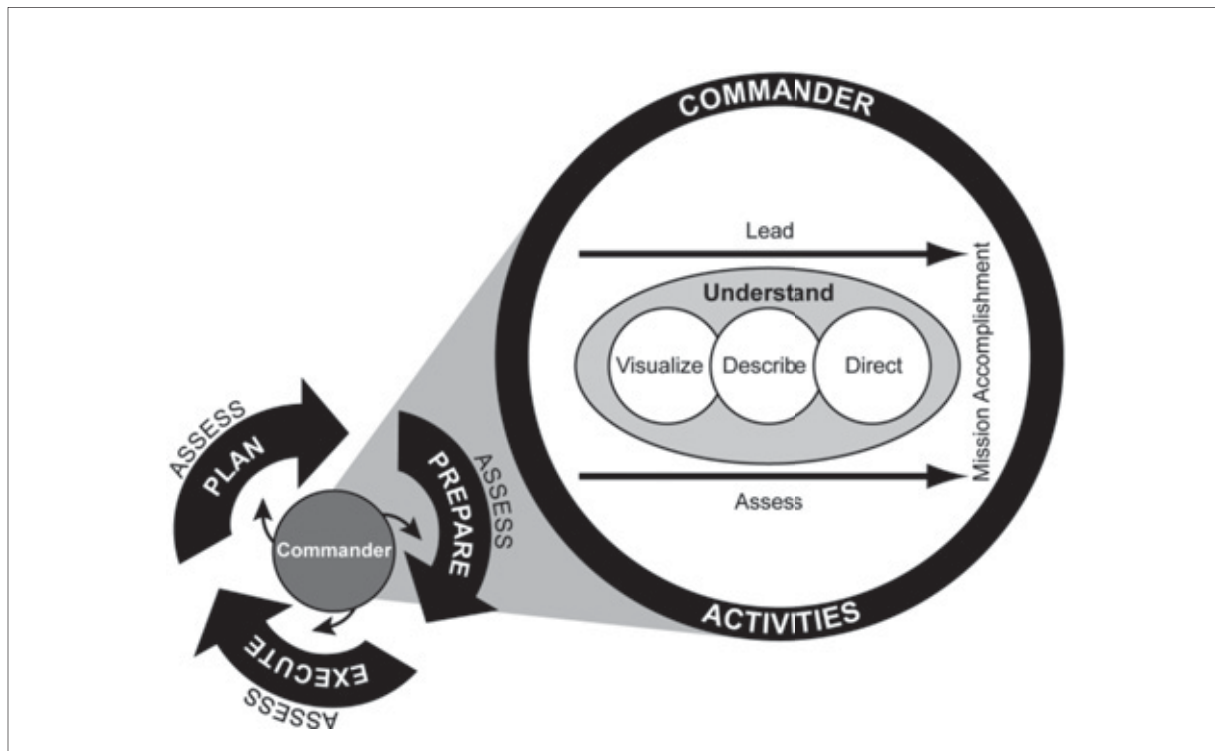 COMMANDER
Lead
Understand
Visualize
Describe
Direct
Mission Accomplishment
Assess
ACTIVITIES
ASSESS
PLAN
PREPARE
ASSESS
Commander
EXECUTE
ASSESS